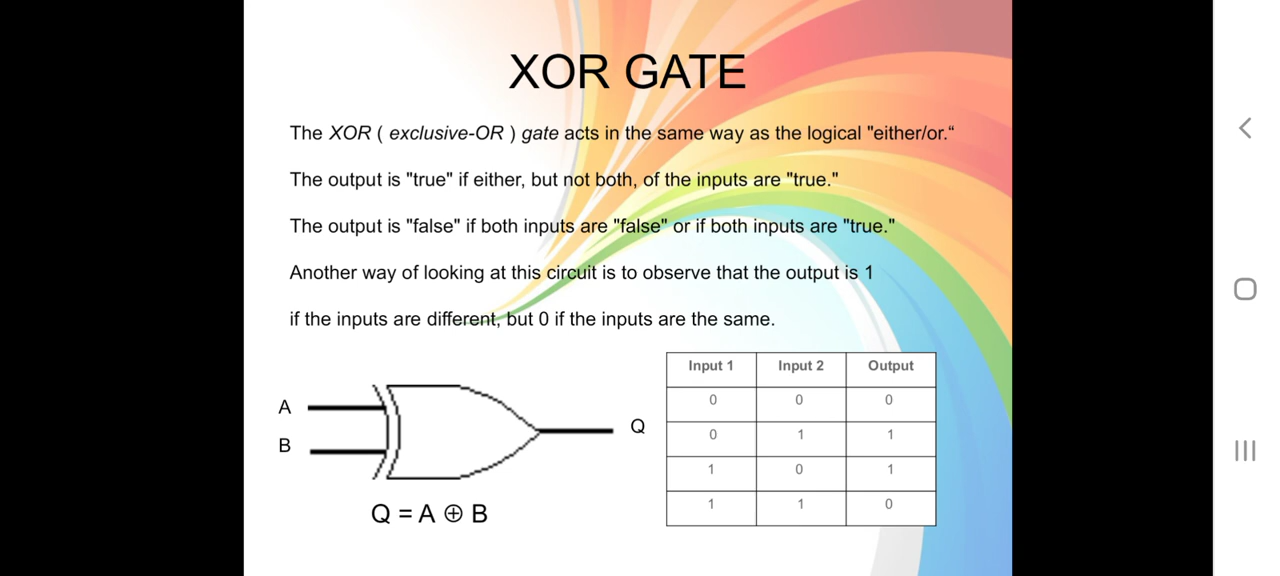 XOR GATE
The XOR ( exclusive-OR ) gate acts in the same way as the logical "either/or.“
The output is "true" if either, but not both, of the inputs are "true."
The output is "false" if both inputs are "false" or if both inputs are "true."
Another way of looking at this circuit is to observe that the output is 1
if the inputs are different, but 0 if the inputs are the same.
A
B
Q
Q = A ⊕ B
Input 1 Input 2 Output
0 0 0
0 1 1
1 0 1
1 1 0